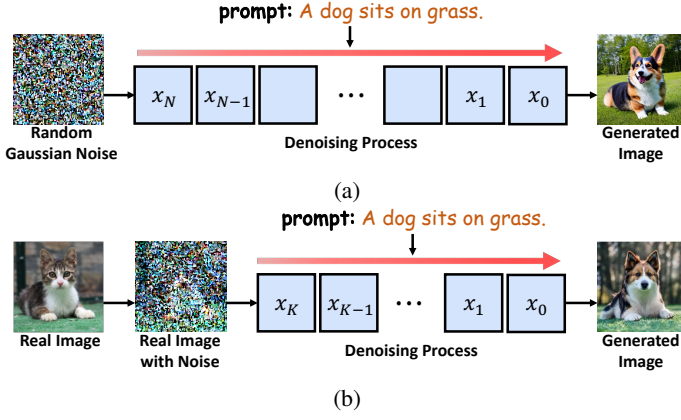 prompt: A dog sits on grass.
x_N x_{N-1} ... x_1 x_0
Random
Gaussian Noise
Denoising Process
Generated
Image
(a)
prompt: A dog sits on grass.
x_K x_{K-1} ... x_1 x_0
Real Image
Real Image
with Noise
Denoising Process
Generated
Image
(b)